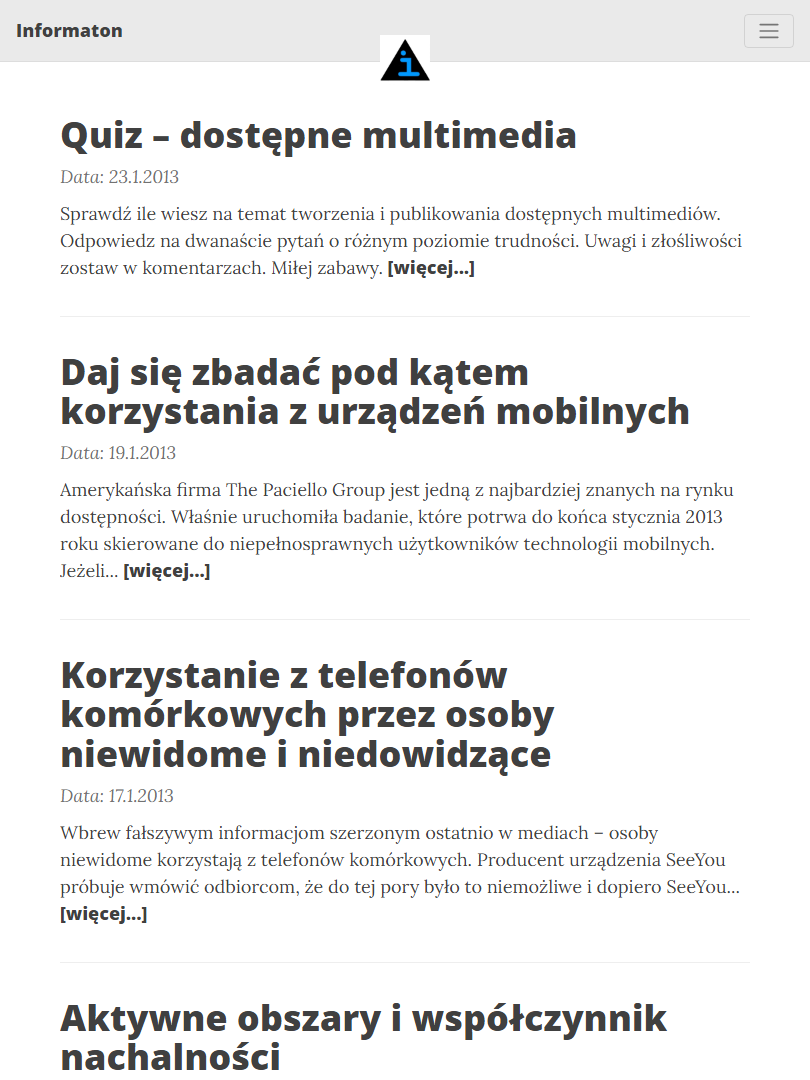 Informaton
i
Quiz – dostępne multimedia
Data: 23.1.2013
Sprawdź ile wiesz na temat tworzenia i publikowania dostępnych multimediów.
Odpowiedz na dwanaście pytań o różnym poziomie trudności. Uwagi i złośliwości
zostaw w komentarzach. Miłej zabawy. [więcej...]
Daj się zbadać pod kątem
korzystania z urządzeń mobilnych
Data: 19.1.2013
Amerykańska firma The Paciello Group jest jedną z najbardziej znanych na rynku
dostępności. Właśnie uruchomiła badanie, które potrwa do końca stycznia 2013
roku skierowane do niepełnosprawnych użytkowników technologii mobilnych.
Jeżeli... [więcej...]
Korzystanie z telefonów
komórkowych przez osoby
niewidome i niedowidzące
Data: 17.1.2013
Wbrew fałszywym informacjom szerzonym ostatnio w mediach – osoby
niewidome korzystają z telefonów komórkowych. Producent urządzenia SeeYou
próbuje wmówić odbiorcom, że do tej pory było to niemożliwe i dopiero SeeYou...
[więcej...]
Aktywne obszary i współczynnik
nachalności